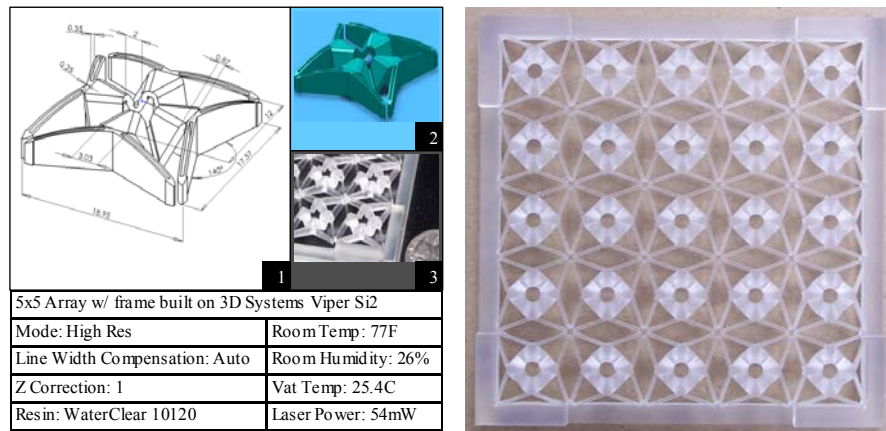 0.35
2
0.97
0.25
3.03
140°
12
17.57
16.95
1
2
3
5x5 Array w/ frame built on 3D Systems Viper Si2
Mode: High Res
Room Temp: 77F
Line Width Compensation: Auto
Room Humidity: 26%
Z Correction: 1
Vat Temp: 25.4C
Resin: WaterClear 10120
Laser Power: 54mW